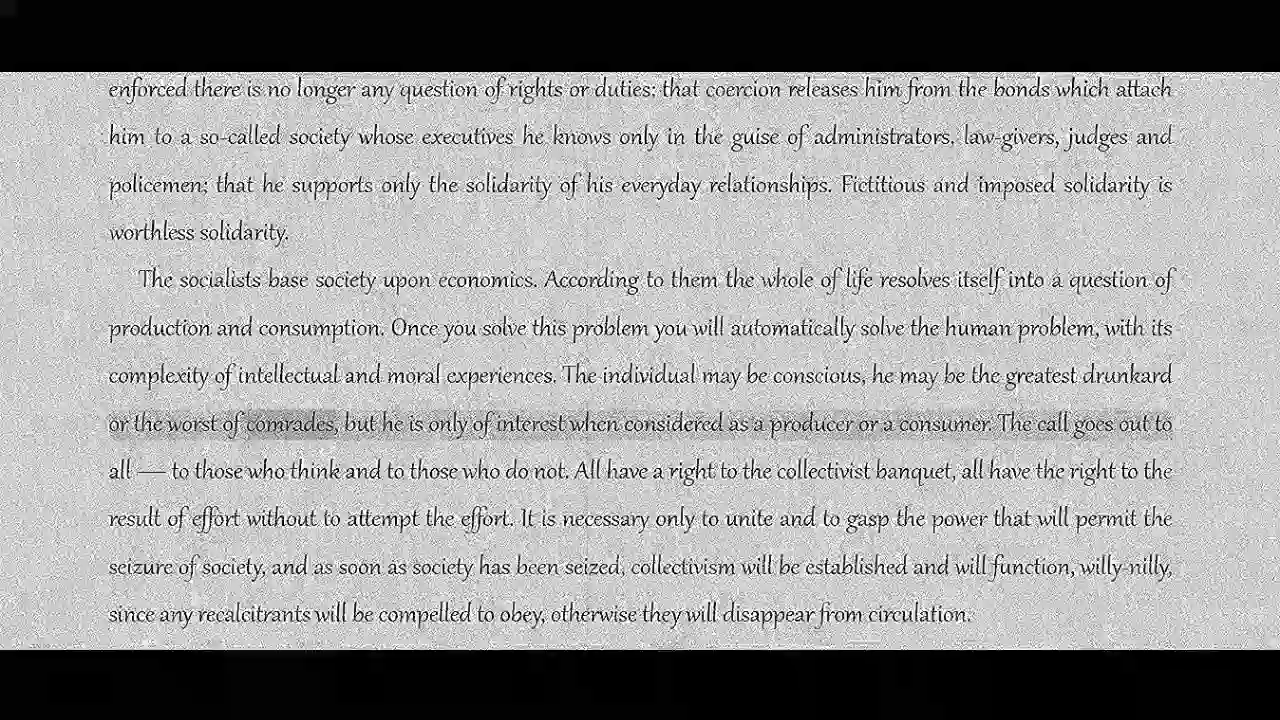 enforced there is no longer any question of rights or duties; that coercion releases him from the bonds which attach
him to a so-called society whose executives he knows only in the guise of administrators, law-givers, judges and
policemen; that he supports only the solidarity of his everyday relationships. Fictitious and imposed solidarity is
worthless solidarity.
The socialists base society upon economics. According to them the whole of life resolves itself into a question of
production and consumption. Once you solve this problem you will automatically solve the human problem, with its
complexity of intellectual and moral experiences. The individual may be conscious, he may be the greatest drunkard
or the worst of comrades, but he is only of interest when considered as a producer or a consumer. The call goes out to
all — to those who think and to those who do not. All have a right to the collectivist banquet, all have the right to the
result of effort without to attempt the effort. It is necessary only to unite and to gasp the power that will permit the
seizure of society, and as soon as society has been seized, collectivism will be established and will function, willy-nilly,
since any recalcitrants will be compelled to obey, otherwise they will disappear from circulation.